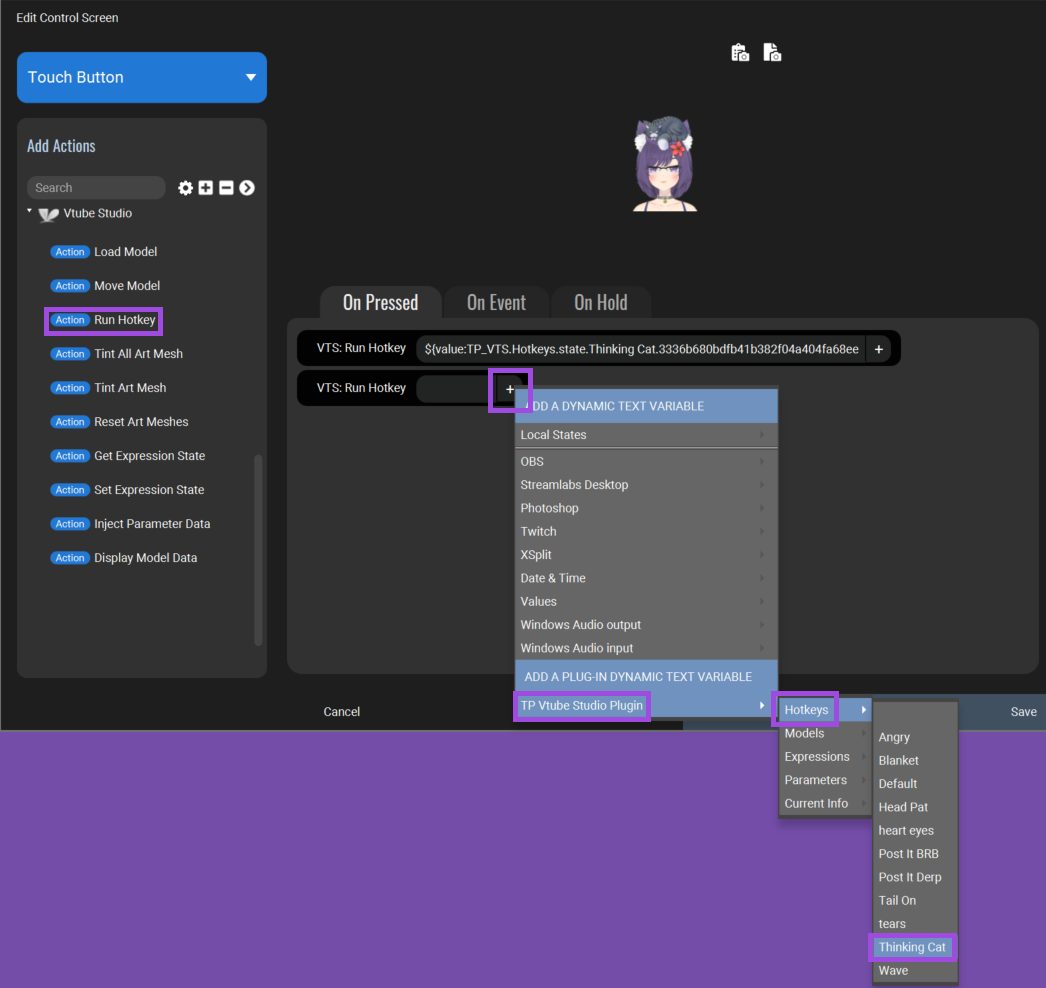 Edit Control Screen
Touch Button
Add Actions
Search
Vtube Studio
Action Load Model
Action Move Model
Action Run Hotkey
Action Tint All Art Mesh
Action Tint Art Mesh
Action Reset Art Meshes
Action Get Expression State
Action Set Expression State
Action Inject Parameter Data
Action Display Model Data
On Pressed
On Event
On Hold
VTS: Run Hotkey ${value:TP_VTS.Hotkeys.state.Thinking Cat.3336b680bdfb41b382f04a404fa68ee +
VTS: Run Hotkey +
ADD A DYNAMIC TEXT VARIABLE
Local States
OBS
Streamlabs Desktop
Photoshop
Twitch
XSplit
Date & Time
Values
Windows Audio output
Windows Audio input
ADD A PLUG-IN DYNAMIC TEXT VARIABLE
TP Vtube Studio Plugin
Hotkeys
Models
Expressions
Parameters
Current Info
Angry
Blanket
Default
Head Pat
heart eyes
Post It BRB
Post It Derp
Tail On
tears
Thinking Cat
Wave
Cancel
Save